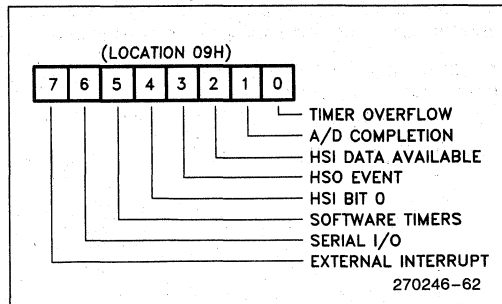 (LOCATION 09H)
7 6 5 4 3 2 1 0
TIMER OVERFLOW
A/D COMPLETION
HSI DATA AVAILABLE
HSO EVENT
HSI BIT 0
SOFTWARE TIMERS
SERIAL I/O
EXTERNAL INTERRUPT
270246-62